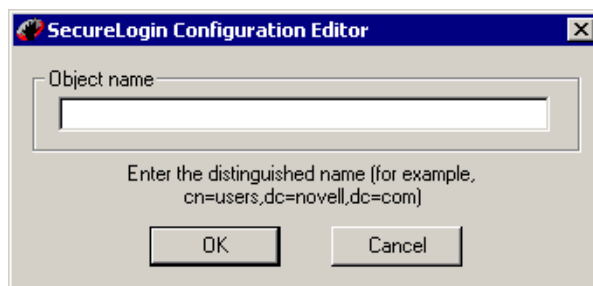 SecureLogin Configuration Editor
Object name
Enter the distinguished name (for example,
cn=users,dc=novell,dc=com)
OK
Cancel